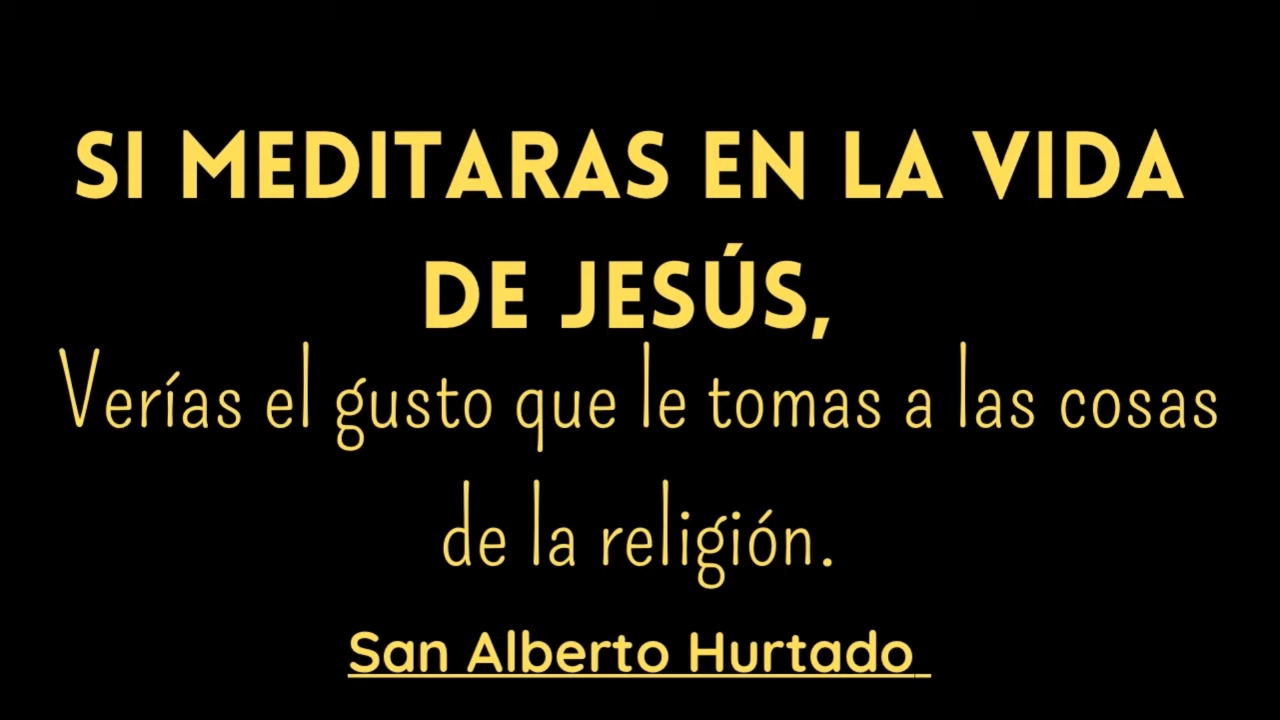 SI MEDITARAS EN LA VIDA
DE JESÚS,
Verías el gusto que le tomas a las cosas
de la religión.
San Alberto Hurtado